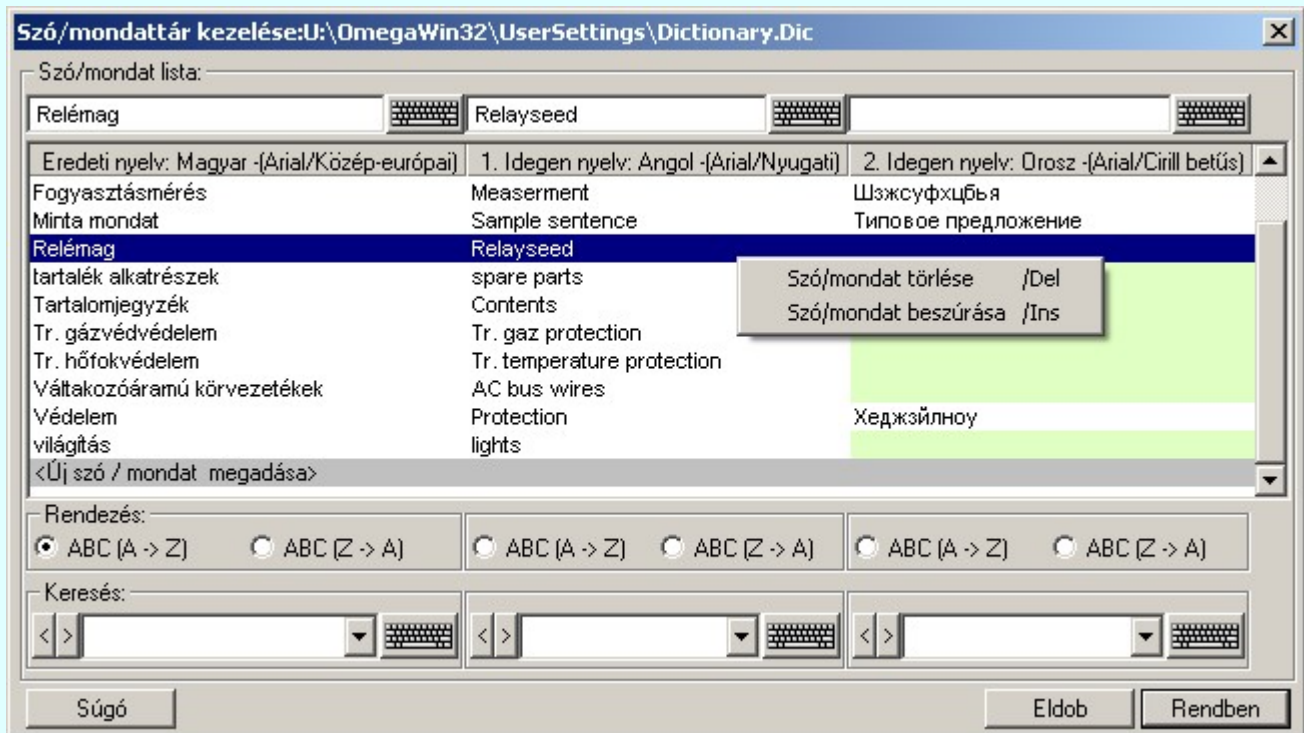 Szó/mondattár kezelése:U:\OmegaWin32\UserSettings\Dictionary.Dic
Szó/mondat lista:
Relémag Relayseed
Eredeti nyelv: Magyar -(Arial/Közép-európai) 1. Idegen nyelv: Angol -(Arial/Nyugati) 2. Idegen nyelv: Orosz -(Arial/Cirill betűs)
Fogyasztásmérés Measerment Шзжсуфхцбья
Minta mondat Sample sentence Типовое предложение
Relémag Relayseed
tartalék alkatrészek spare parts Szó/mondat törlése /Del
Tartalomjegyzék Contents Szó/mondat beszúrása /Ins
Tr. gázvédvédelem Tr. gaz protection
Tr. hőfokvédelem Tr. temperature protection
Váltakozóáramú körvezetékek AC bus wires
Védelem Protection Хеджзйлноу
világítás lights
<Új szó / mondat megadása>
Rendezés:
ABC (A -> Z) ABC (Z -> A) ABC (A -> Z) ABC (Z -> A) ABC (A -> Z) ABC (Z -> A)
Keresés:
< > < > < >
Súgó Eldob Rendben